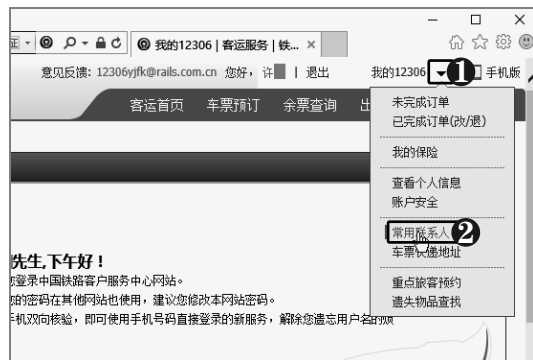 我的12306 | 客运服务 | 铁...
意见反馈: 12306yjfk@rails.com.cn 您好, 许 | 退出 我的12306 1 手机版
客运首页 车票预订 余票查询 出
未完成订单
已完成订单(改/退)
我的保险
查看个人信息
账户安全
常用联系人 2
车票快递地址
重点旅客预约
遗失物品查找
先生,下午好！
登录中国铁路客户服务中心网站。
的密码在其他网站也使用，建议您修改本网站密码。
手机双向核验，即可使用手机号码直接登录的新服务，解除您遗忘用户名的烦